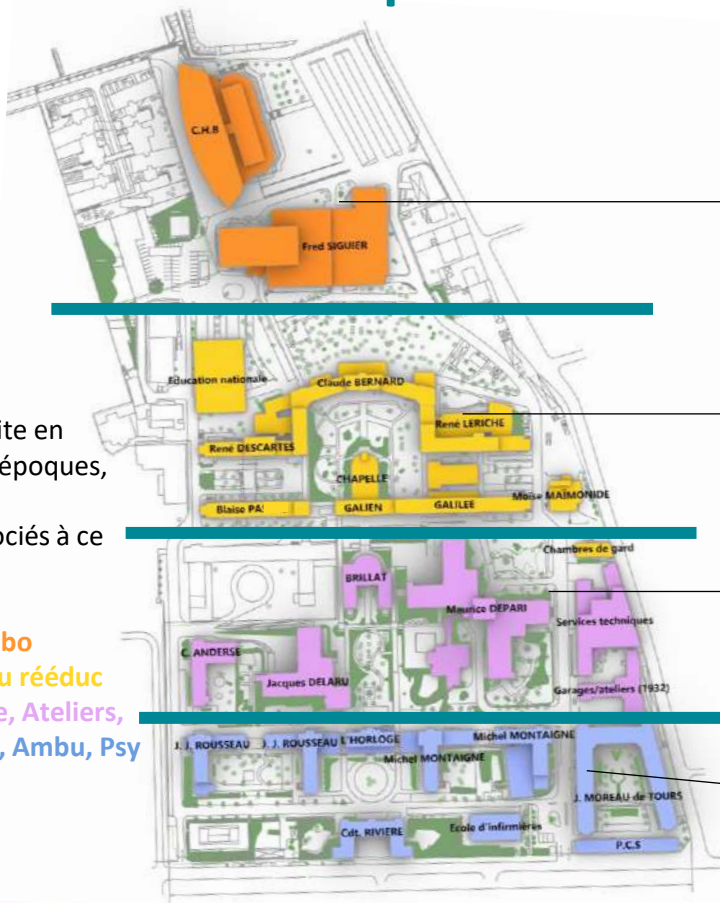 C.H.B
Fred SIGUIER
Education nationale
Claude BERNARD
René LERICHE
René DESCARTES
CHAPELLE
Moïse MAIMONIDE
Blaise PA
GALIEN
GALILEE
ite en
époques,
ociés à ce
bo
u rééduc
e, Ateliers,
, Ambu, Psy
Chambres de gard
BRILLAT
Maurice DEPARI
Services techniques
C. ANDERSE
Jacques DELARU
Garages/ateliers (1932)
J. J. ROUSSEAU
J. J. ROUSSEAU
L'HORLOGE
Michel MONTAIGNE
Michel MONTAIGNE
J. MOREAU de TOURS
Cdt. RIVIERE
Ecole d'infirmières
P.C.S